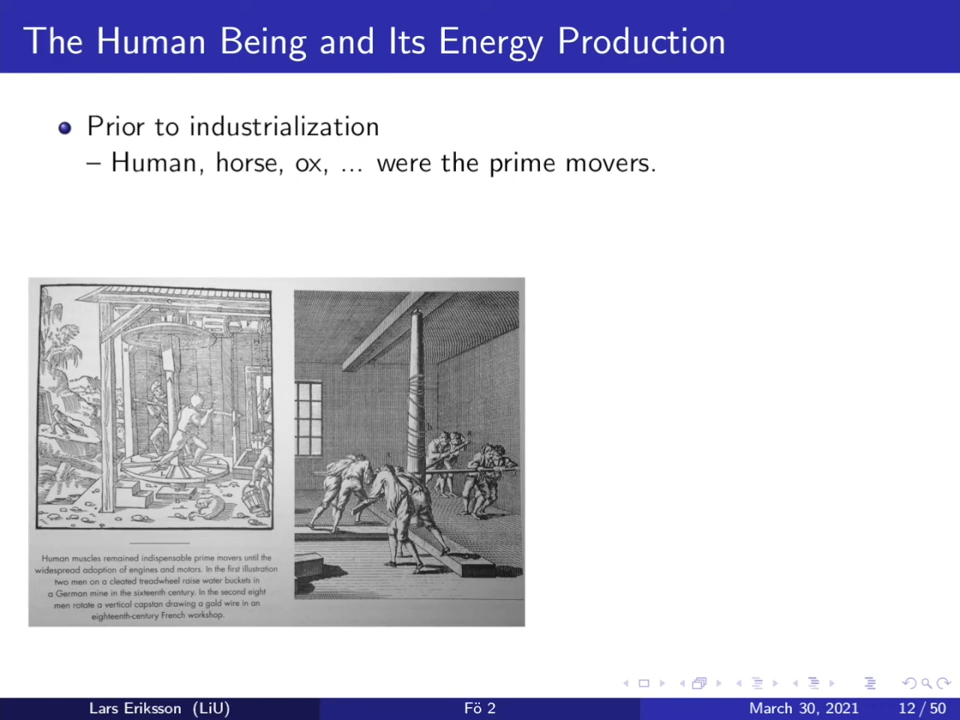 The Human Being and Its Energy Production
Prior to industrialization
– Human, horse, ox, ... were the prime movers.
Human muscles remained indispensable prime movers until the
widespread adoption of engines and motors. In the first illustration
two men on a cleated treadwheel raise water buckets in
a German mine in the sixteenth century. In the second eight
men rotate a vertical capstan drawing a gold wire in an
eighteenth-century French workshop.
Lars Eriksson (LiU)
Fö 2
March 30, 2021
12 / 50